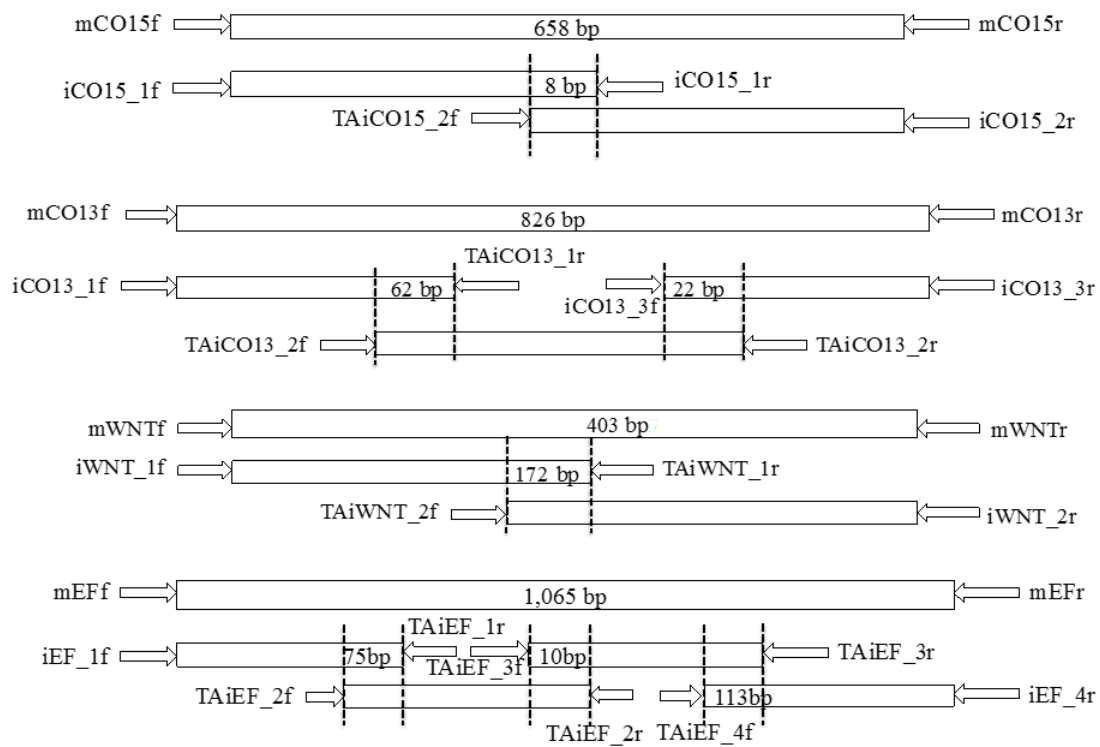 mCO15f 658 bp mCO15r
iCO15_1f 8 bp iCO15_1r
TAiCO15_2f iCO15_2r
mCO13f 826 bp mCO13r
TAiCO13_1r
iCO13_1f 62 bp iCO13_3f 22 bp iCO13_3r
TAiCO13_2f TAiCO13_2r
mWNTf 403 bp mWNTr
iWNT_1f 172 bp TAiWNT_1r
TAiWNT_2f iWNT_2r
mEFf 1,065 bp mEFr
TAiEF_1r
iEF_1f 75bp TAiEF_3f 10bp TAiEF_3r
TAiEF_2f 113bp iEF_4r
TAiEF_2r TAiEF_4f